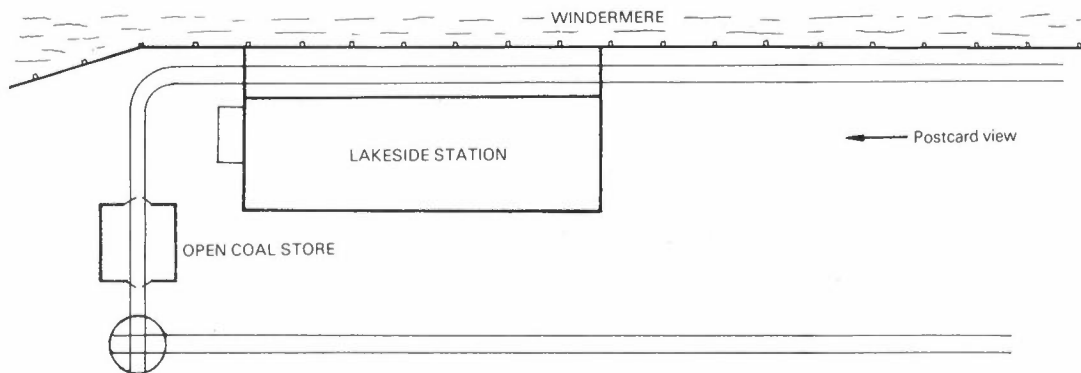 WINDERMERE
Postcard view
LAKESIDE STATION
OPEN COAL STORE